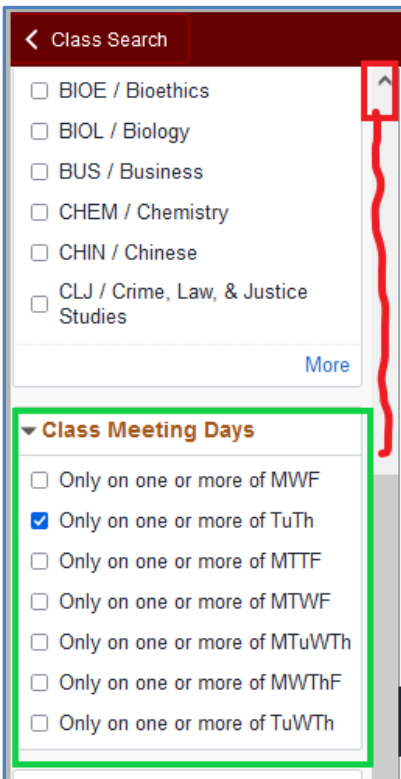 Class Search
BIOE / Bioethics
BIOL / Biology
BUS / Business
CHEM / Chemistry
CHIN / Chinese
CLJ / Crime, Law, & Justice
Studies
More
Class Meeting Days
Only on one or more of MWF
Only on one or more of TuTh
Only on one or more of MTTF
Only on one or more of MTWF
Only on one or more of MTuWTh
Only on one or more of MWThF
Only on one or more of TuWTh